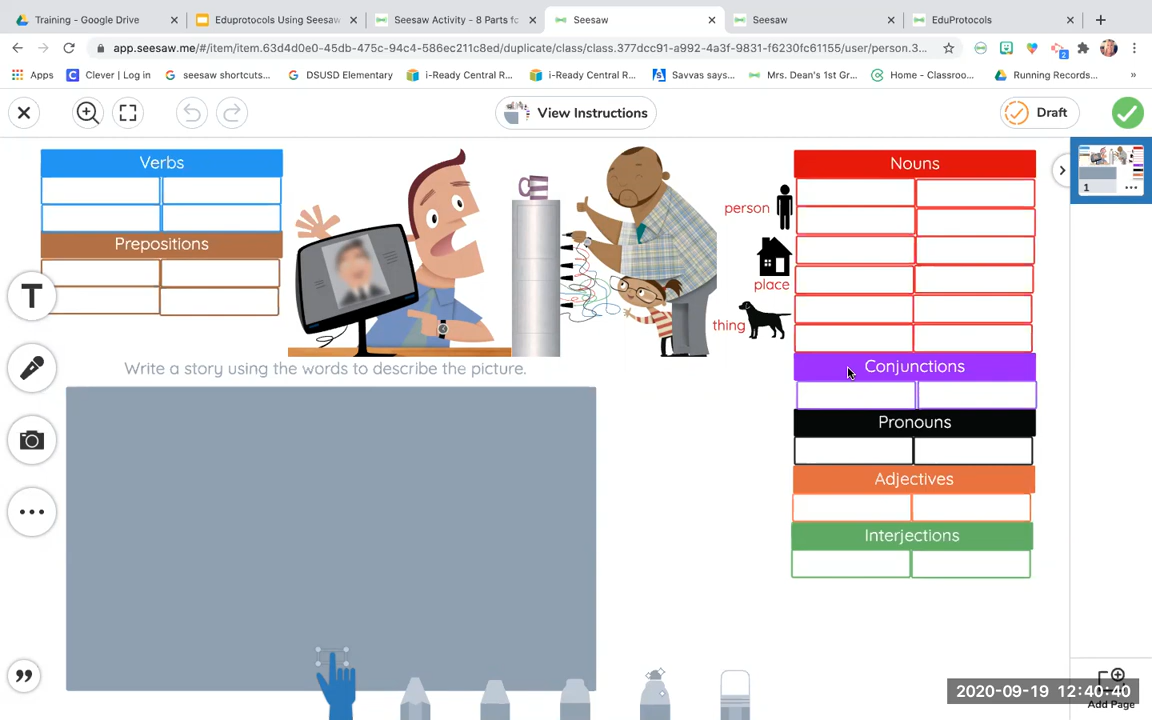 Training - Google Drive
Eduprotocols Using Seesaw
Seesaw Activity - 8 Parts fo
Seesaw
Seesaw
EduProtocols
app.seesaw.me/#/item/item.63d4d0e0-45db-475c-94c4-586ec211c8ed/duplicate/class/class.377dcc91-a992-4a3f-9831-f6230fc61155/user/person.3...
Apps
Clever | Log in
seesaw shortcuts...
DSUSD Elementary
i-Ready Central R...
i-Ready Central R...
Savvas says...
Mrs. Dean's 1st Gr...
Home - Classroo...
Running Records...
View Instructions
Draft
Verbs
Prepositions
Nouns
person
place
thing
Write a story using the words to describe the picture.
Conjunctions
Pronouns
Adjectives
Interjections
T
1
2020-09-19 12:40:40
Add Page